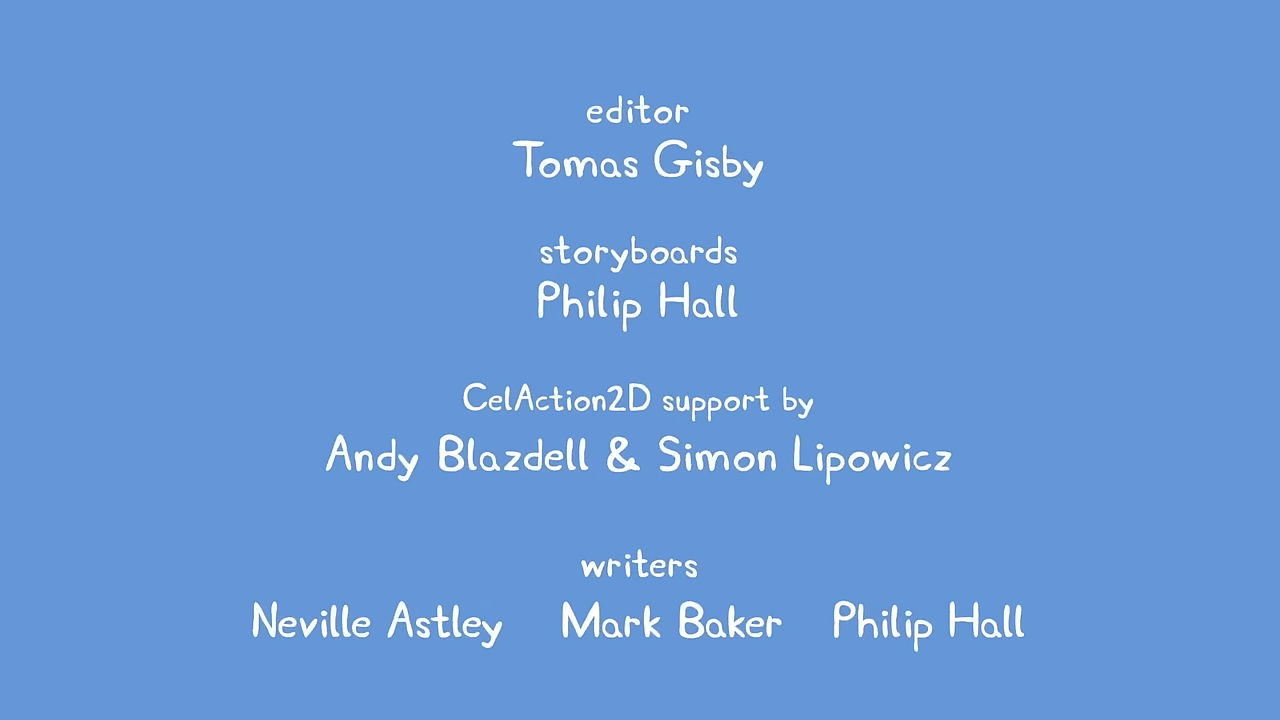 editor
Tomas Gisby
storyboards
Philip Hall
CelAction2D support by
Andy Blazdell & Simon Lipowicz
writers
Neville Astley Mark Baker Philip Hall